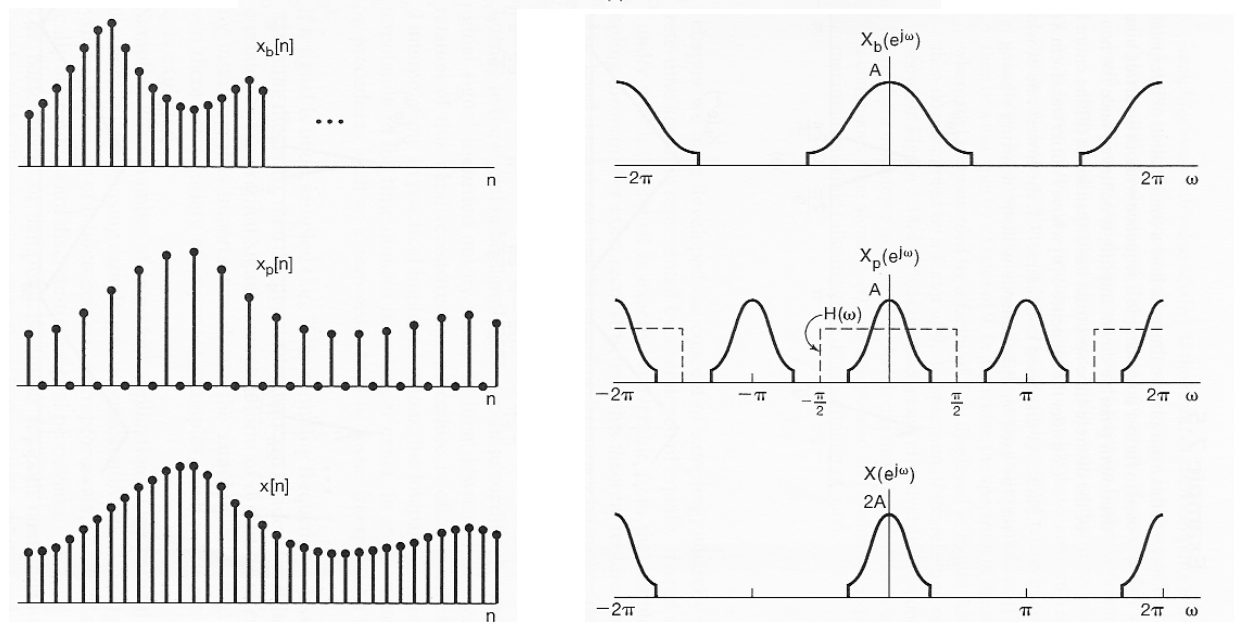 x_b[n]
...
n
X_b(e^{jω})
A
−2π
2π ω
x_p[n]
n
X_p(e^{jω})
A
H(ω)
−2π
−π
−π/2
π/2
π
2π ω
x[n]
n
X(e^{jω})
2A
−2π
π
2π ω